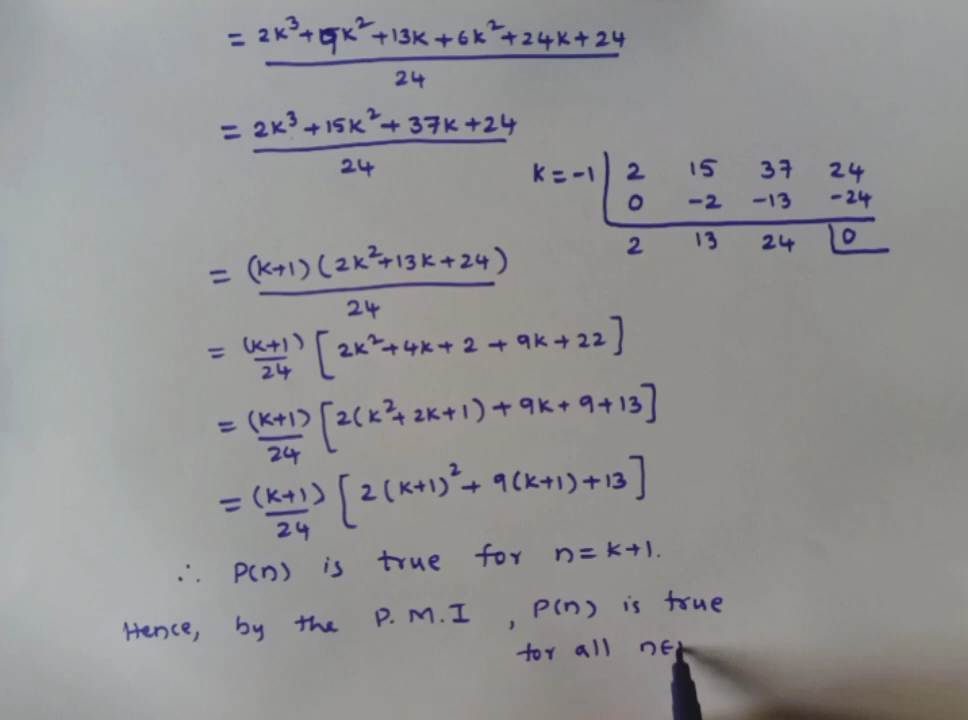 = 2k³+9k²+13k+6k²+24k+24
24
= 2k³+15k²+37k+24
24
k=-1 2 15 37 24
0 -2 -13 -24
2 13 24 0
= (k+1)(2k²+13k+24)
24
= (k+1)/24 [2k²+4k+2+9k+22]
= (k+1)/24 [2(k²+2k+1)+9k+9+13]
= (k+1)/24 [2(k+1)²+9(k+1)+13]
∴ P(n) is true for n=k+1.
Hence, by the P.M.I, P(n) is true
for all n∈